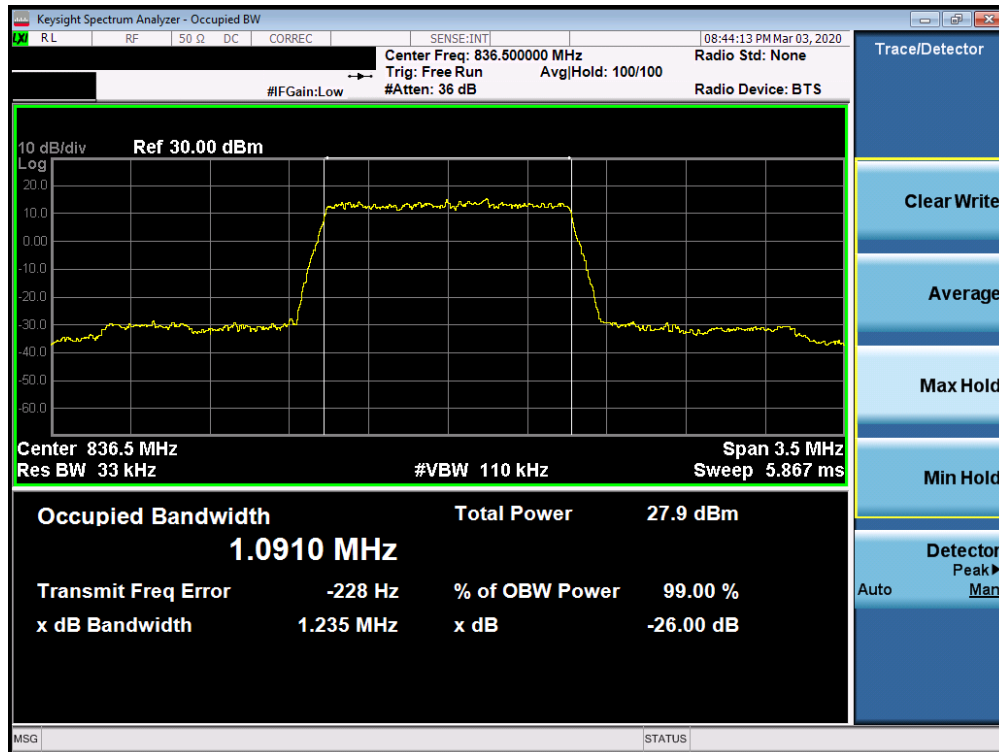 Keysight Spectrum Analyzer - Occupied BW
LXI RL RF 50 Ω DC CORREC SENSE:INT 08:44:13 PM Mar 03, 2020
Center Freq: 836.500000 MHz Radio Std: None
Trig: Free Run Avg|Hold: 100/100
#IFGain:Low #Atten: 36 dB Radio Device: BTS
10 dB/div Ref 30.00 dBm
Log
20.0
10.0
0.00
-10.0
-20.0
-30.0
-40.0
-50.0
-60.0
Center 836.5 MHz Span 3.5 MHz
Res BW 33 kHz #VBW 110 kHz Sweep 5.867 ms
Occupied Bandwidth Total Power 27.9 dBm
1.0910 MHz
Transmit Freq Error -228 Hz % of OBW Power 99.00 %
x dB Bandwidth 1.235 MHz x dB -26.00 dB
MSG STATUS
Trace/Detector
Clear Write
Average
Max Hold
Min Hold
Detector
Peak
Auto Man